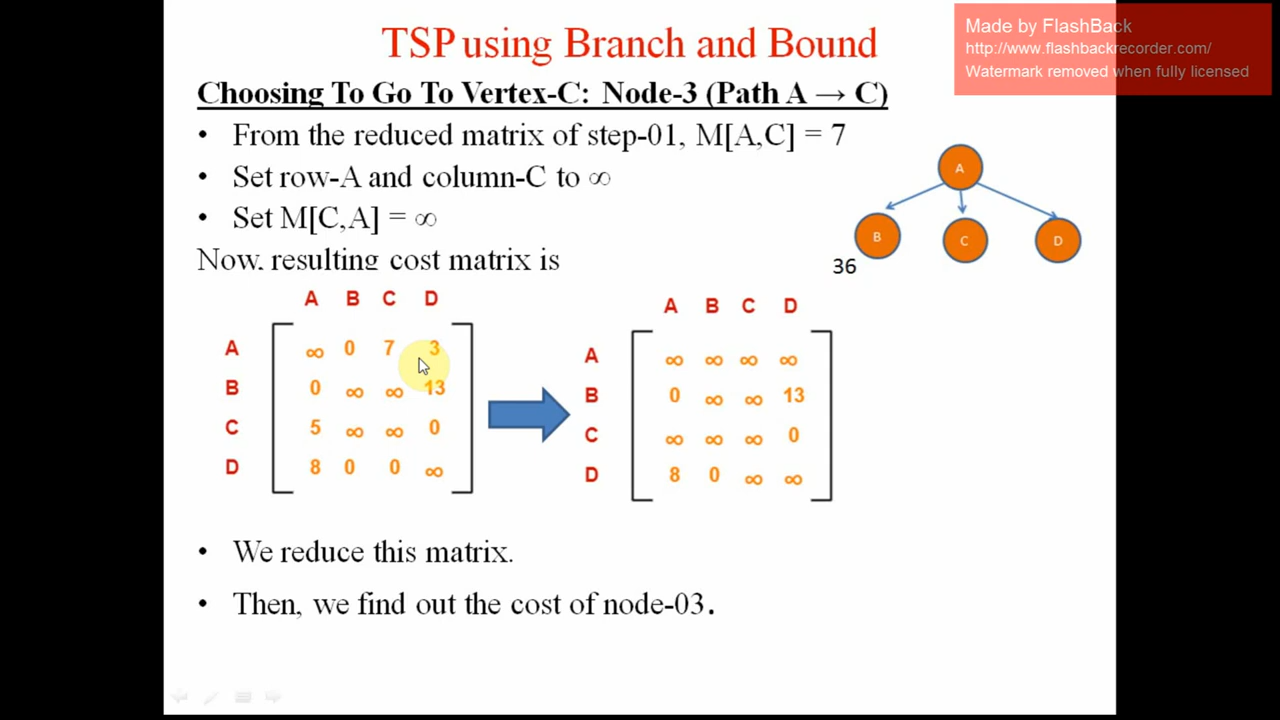 TSP using Branch and Bound
Made by FlashBack
http://www.flashbackrecorder.com/
Watermark removed when fully licensed
Choosing To Go To Vertex-C: Node-3 (Path A → C)
• From the reduced matrix of step-01, M[A,C] = 7
• Set row-A and column-C to ∞
• Set M[C,A] = ∞
Now, resulting cost matrix is
A
B C D
36
A B C D
A ∞ 0 7 3
B 0 ∞ ∞ 13
C 5 ∞ ∞ 0
D 8 0 0 ∞
A B C D
A ∞ ∞ ∞ ∞
B 0 ∞ ∞ 13
C ∞ ∞ ∞ 0
D 8 0 ∞ ∞
• We reduce this matrix.
• Then, we find out the cost of node-03.